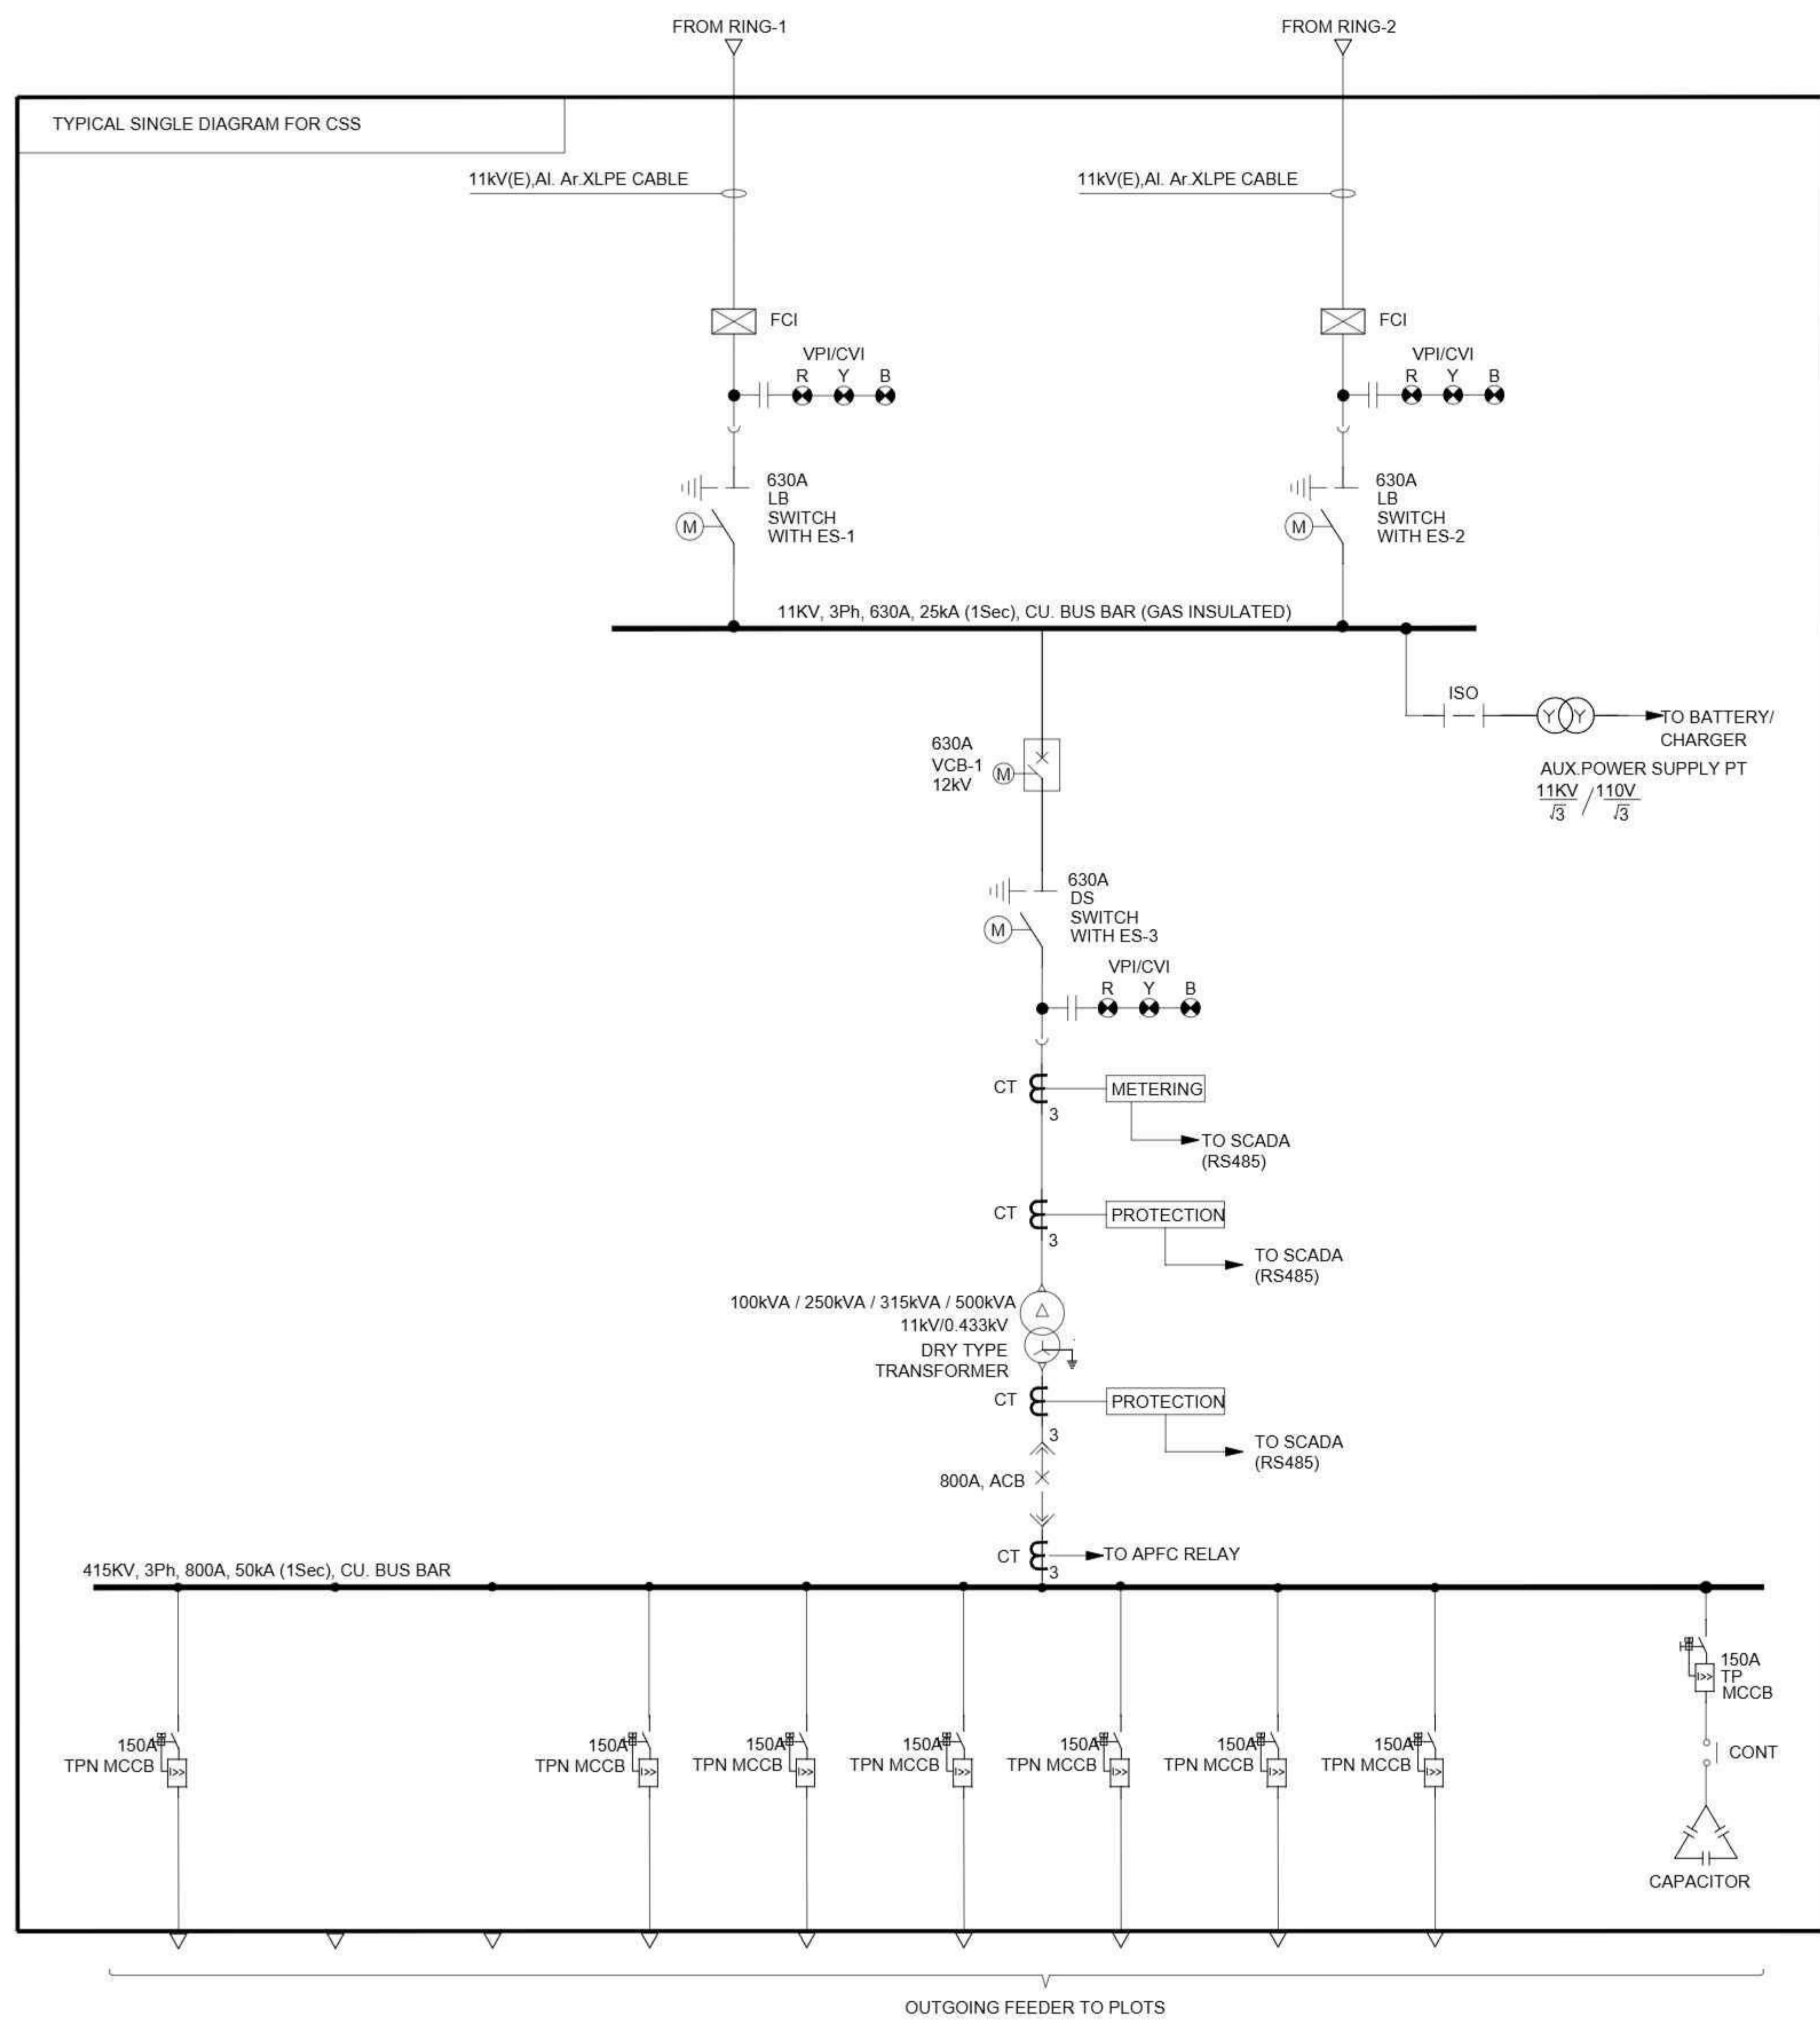 FROM RING-1
FROM RING-2
TYPICAL SINGLE DIAGRAM FOR CSS
11kV(E),Al. Ar.XLPE CABLE
11kV(E),Al. Ar.XLPE CABLE
FCI
FCI
VPI/CVI
R Y B
VPI/CVI
R Y B
630A
LB
SWITCH
WITH ES-1
M
630A
LB
SWITCH
WITH ES-2
M
11KV, 3Ph, 630A, 25kA (1Sec), CU. BUS BAR (GAS INSULATED)
ISO
Y Y
TO BATTERY/
CHARGER
AUX.POWER SUPPLY PT
11KV/√3 / 110V/√3
630A
VCB-1
12kV
M
630A
DS
SWITCH
WITH ES-3
M
VPI/CVI
R Y B
CT
3
METERING
TO SCADA
(RS485)
CT
3
PROTECTION
TO SCADA
(RS485)
100kVA / 250kVA / 315kVA / 500kVA
11kV/0.433kV
DRY TYPE
TRANSFORMER
CT
3
PROTECTION
TO SCADA
(RS485)
800A, ACB
CT
3
TO APFC RELAY
415KV, 3Ph, 800A, 50kA (1Sec), CU. BUS BAR
150A
TPN MCCB
I>>
150A
TPN MCCB
I>>
150A
TPN MCCB
I>>
150A
TPN MCCB
I>>
150A
TPN MCCB
I>>
150A
TPN MCCB
I>>
150A
TPN MCCB
I>>
150A
TP
MCCB
I>>
CONT
CAPACITOR
OUTGOING FEEDER TO PLOTS